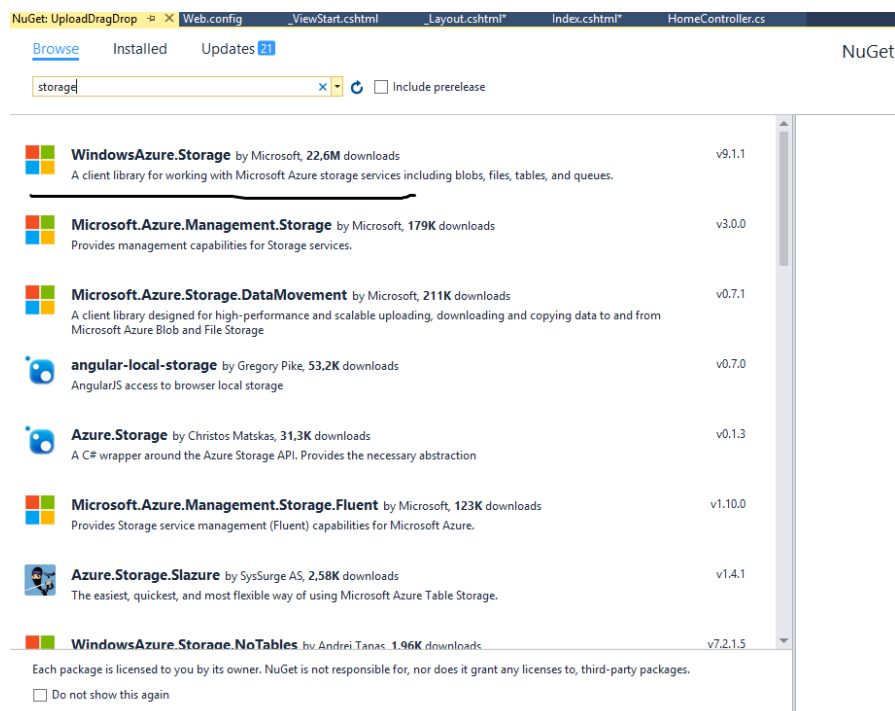 NuGet: UploadDragDrop Web.config _ViewStart.cshtml _Layout.cshtml* Index.cshtml* HomeController.cs
Browse Installed Updates 21 NuGet
storage Include prerelease
WindowsAzure.Storage by Microsoft, 22,6M downloads v9.1.1
A client library for working with Microsoft Azure storage services including blobs, files, tables, and queues.
Microsoft.Azure.Management.Storage by Microsoft, 179K downloads v3.0.0
Provides management capabilities for Storage services.
Microsoft.Azure.Storage.DataMovement by Microsoft, 211K downloads v0.7.1
A client library designed for high-performance and scalable uploading, downloading and copying data to and from
Microsoft Azure Blob and File Storage
angular-local-storage by Gregory Pike, 53,2K downloads v0.7.0
AngularJS access to browser local storage
Azure.Storage by Christos Matskas, 31,3K downloads v0.1.3
A C# wrapper around the Azure Storage API. Provides the necessary abstraction
Microsoft.Azure.Management.Storage.Fluent by Microsoft, 123K downloads v1.10.0
Provides Storage service management (Fluent) capabilities for Microsoft Azure.
Azure.Storage.Slazure by SysSurge AS, 2,58K downloads v1.4.1
The easiest, quickest, and most flexible way of using Microsoft Azure Table Storage.
WindowsAzure.Storage.NoTables by Andrei Tanas, 1,96K downloads v7.2.1.5
Each package is licensed to you by its owner. NuGet is not responsible for, nor does it grant any licenses to, third-party packages.
Do not show this again